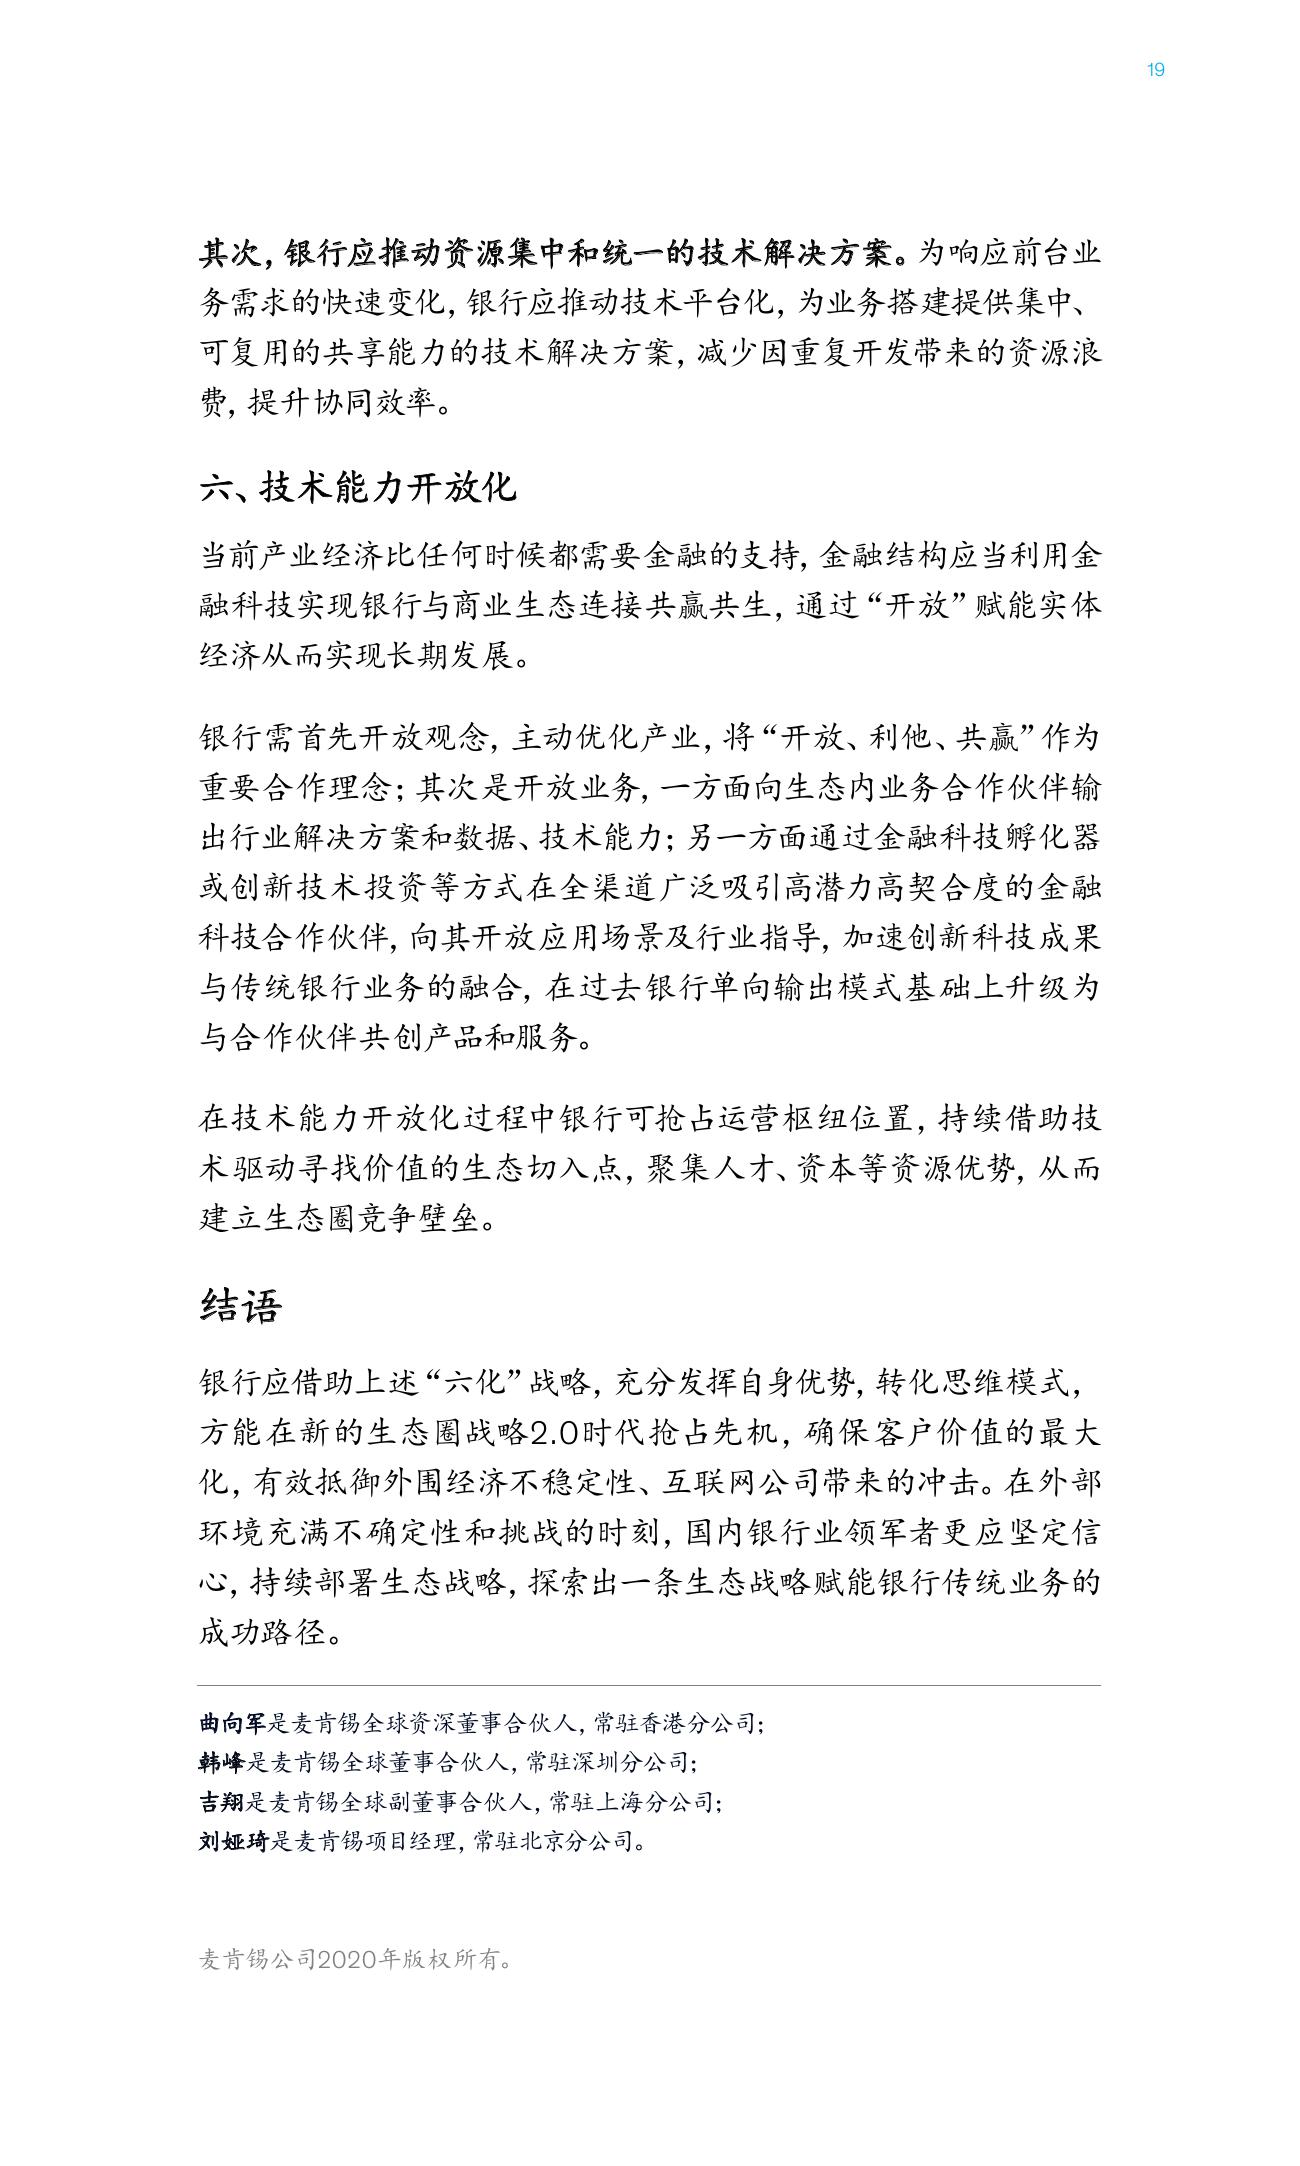 19
其次，银行应推动资源集中和统一的技术解决方案。为响应前台业
务需求的快速变化，银行应推动技术平台化，为业务搭建提供集中、
可复用的共享能力的技术解决方案，减少因重复开发带来的资源浪
费，提升协同效率。
六、技术能力开放化
当前产业经济比任何时候都需要金融的支持，金融结构应当利用金
融科技实现银行与商业生态连接共赢共生，通过“开放”赋能实体
经济从而实现长期发展。
银行需首先开放观念，主动优化产业，将“开放、利他、共赢”作为
重要合作理念；其次是开放业务，一方面向生态内业务合作伙伴输
出行业解决方案和数据、技术能力；另一方面通过金融科技孵化器
或创新技术投资等方式在全渠道广泛吸引高潜力高契合度的金融
科技合作伙伴，向其开放应用场景及行业指导，加速创新科技成果
与传统银行业务的融合，在过去银行单向输出模式基础上升级为
与合作伙伴共创产品和服务。
在技术能力开放化过程中银行可抢占运营枢纽位置，持续借助技
术驱动寻找价值的生态切入点，聚集人才、资本等资源优势，从而
建立生态圈竞争壁垒。
结语
银行应借助上述“六化”战略，充分发挥自身优势，转化思维模式，
方能在新的生态圈战略2.0时代抢占先机，确保客户价值的最大
化，有效抵御外围经济不稳定性、互联网公司带来的冲击。在外部
环境充满不确定性和挑战的时刻，国内银行业领军者更应坚定信
心，持续部署生态战略，探索出一条生态战略赋能银行传统业务的
成功路径。
曲向军是麦肯锡全球资深董事合伙人，常驻香港分公司；
韩峰是麦肯锡全球董事合伙人，常驻深圳分公司；
吉翔是麦肯锡全球副董事合伙人，常驻上海分公司；
刘娅琦是麦肯锡项目经理，常驻北京分公司。
麦肯锡公司2020年版权所有。